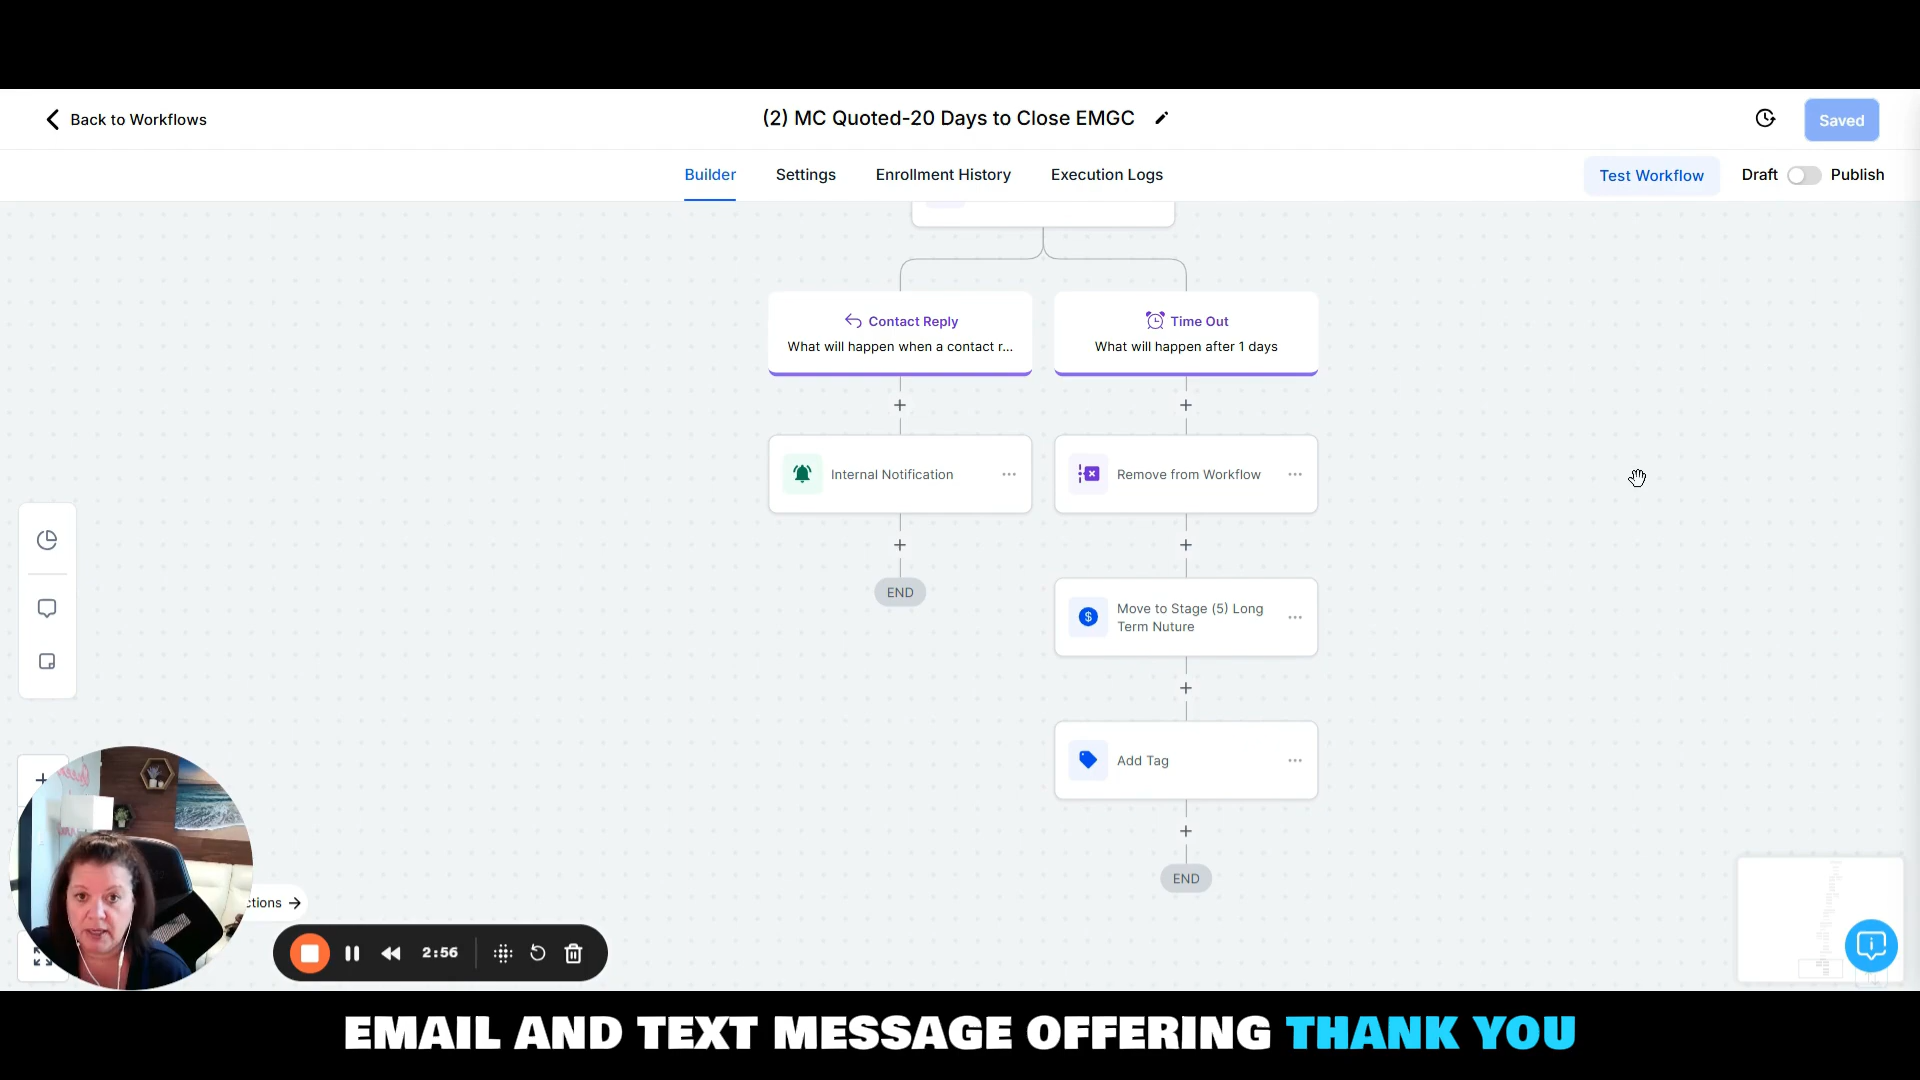 Back to Workflows
(2) MC Quoted-20 Days to Close EMGC
Saved
Builder
Settings
Enrollment History
Execution Logs
Test Workflow
Draft
Publish
Contact Reply
What will happen when a contact r...
Time Out
What will happen after 1 days
Internal Notification
Remove from Workflow
END
Move to Stage (5) Long
Term Nuture
Add Tag
END
ctions
2:56
EMAIL AND TEXT MESSAGE OFFERING THANK YOU